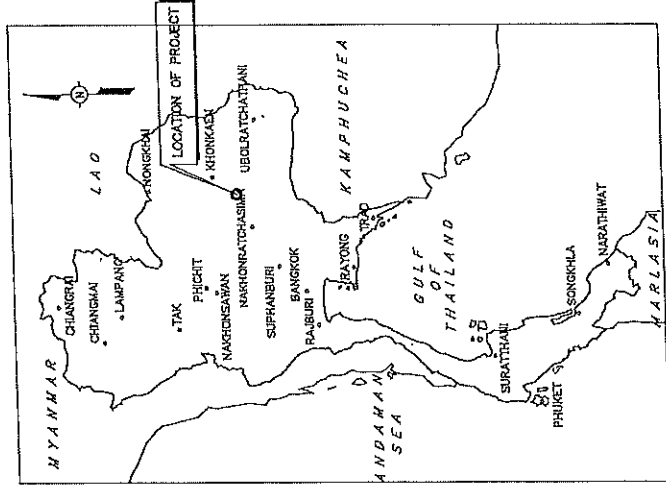 MYANMAR
LAO
N
CHIANGRAI
CHIANGMAI
LAMPANG
NONGKHAI
LOCATION OF PROJECT
TAK
PHICHIT
KHONKAEN
NAKHONSAWAN
NAKHONRATCHASIMA
UBOLRATCHATHANI
SUPHANBURI
BANGKOK
RAJBURI
KAMPHUCHEA
RAYONG
TRAD
ANDAMAN
SEA
GULF
OF
THAILAND
SURATTHANI
PHUKET
SONGKHLA
NARATHIWAT
MARLASIA